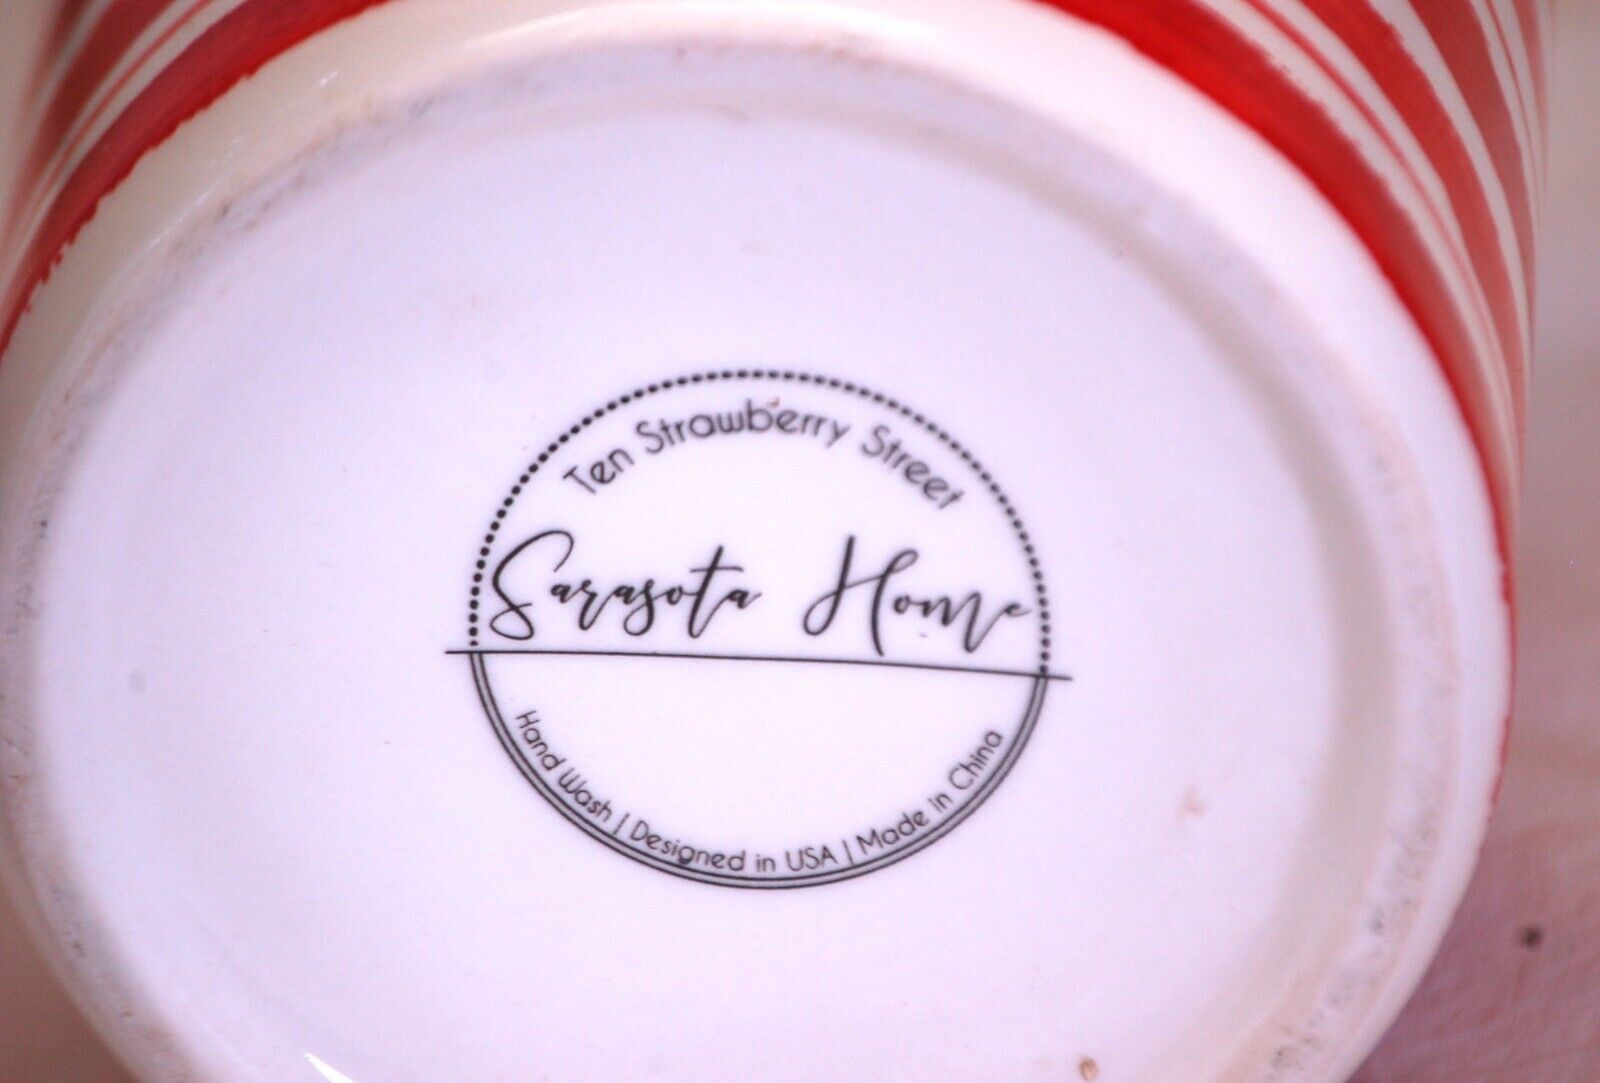 Ten Strawberry Street
Sarasota Home
Hand Wash | Designed in USA | Made in China